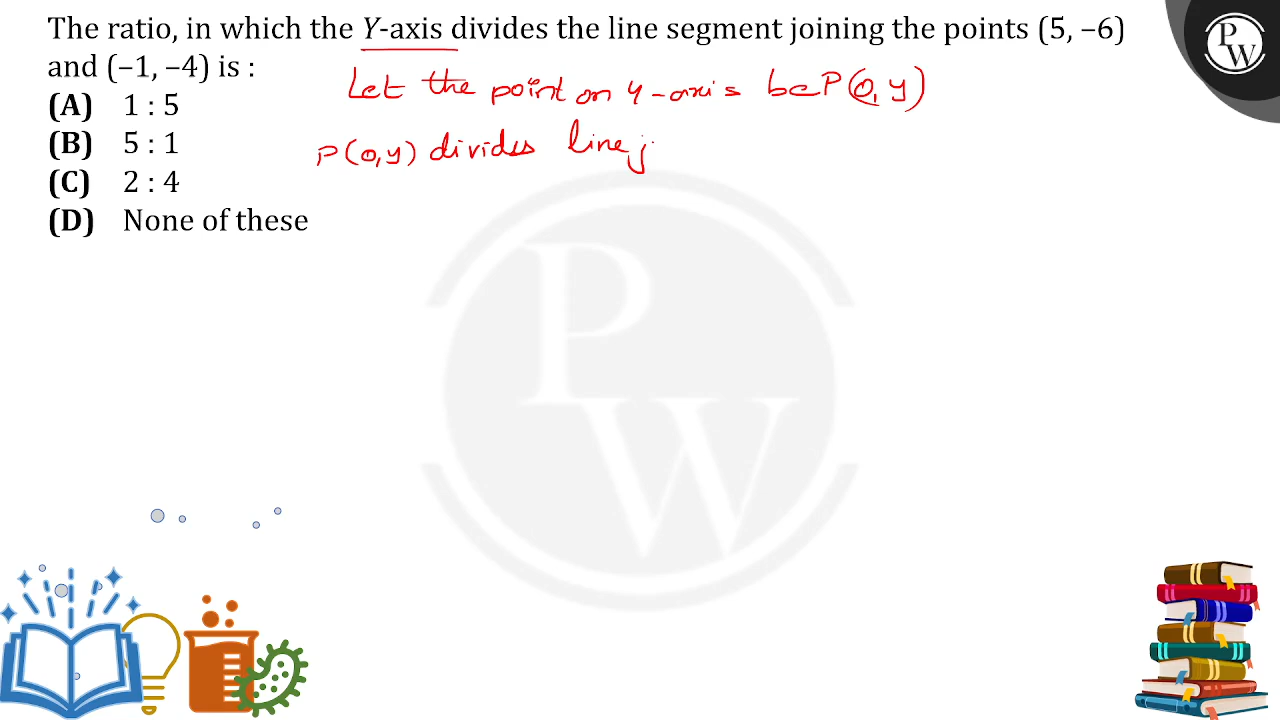 The ratio, in which the Y-axis divides the line segment joining the points (5, –6)
and (–1, –4) is :
Let the point on Y-axis be P(0, y)
(A) 1 : 5
(B) 5 : 1
P(0,y) divides line j
(C) 2 : 4
(D) None of these
PW
PW